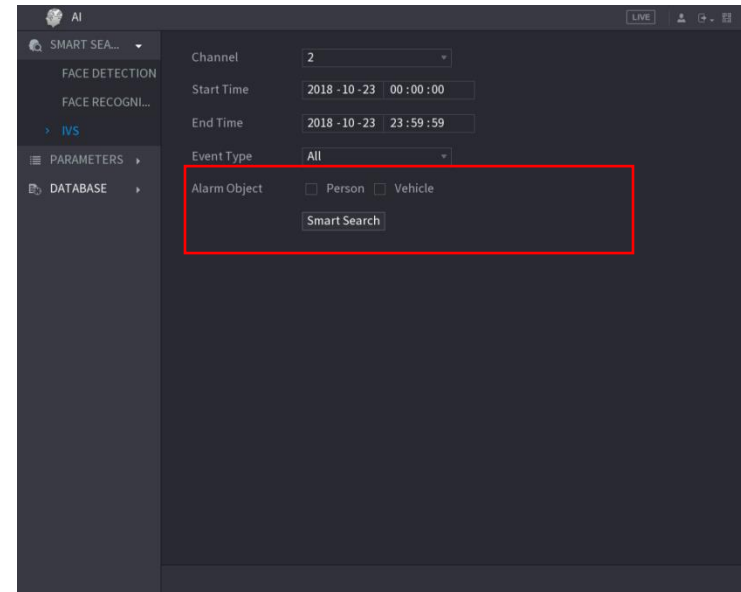 AI
LIVE
SMART SEA...
FACE DETECTION
FACE RECOGNI...
IVS
PARAMETERS
DATABASE
Channel 2
Start Time 2018 - 10 - 23 00 : 00 : 00
End Time 2018 - 10 - 23 23 : 59 : 59
Event Type All
Alarm Object Person Vehicle
Smart Search